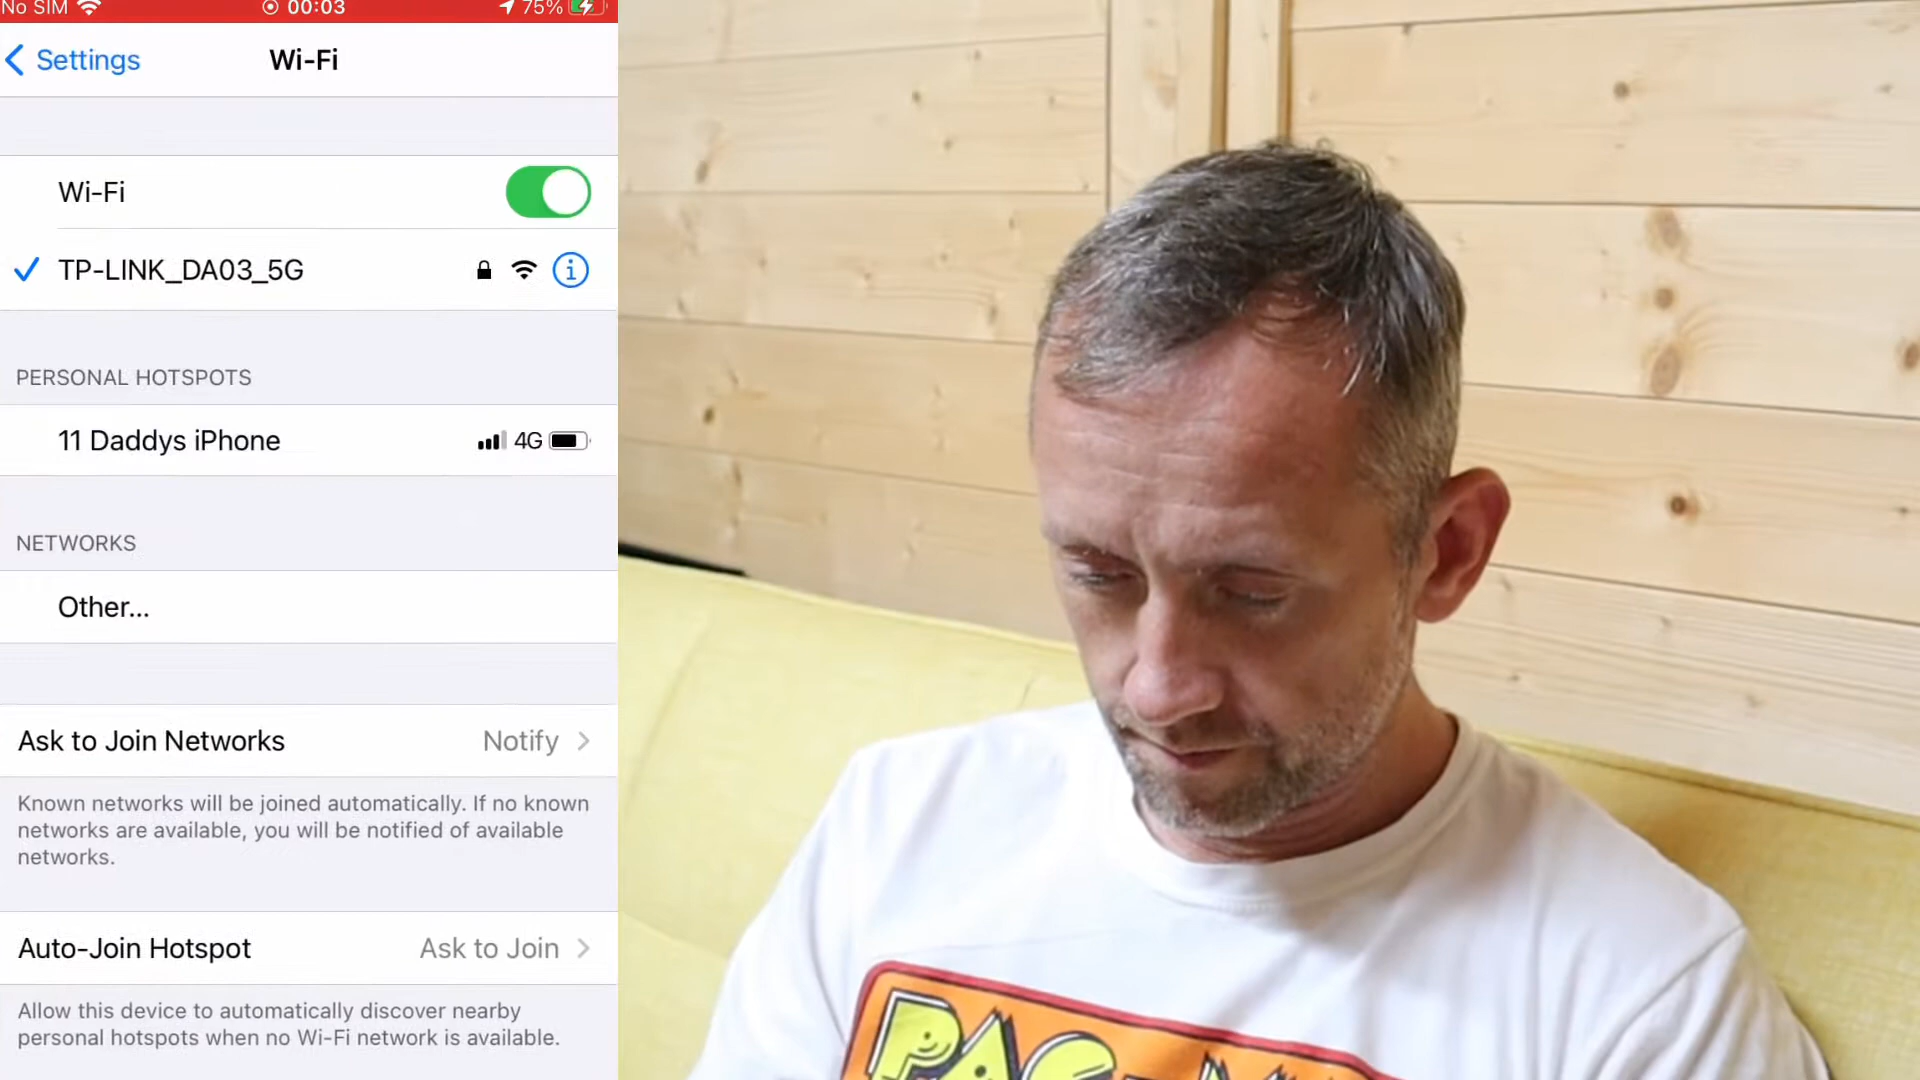 No SIM 00:03 75%
Settings Wi-Fi
Wi-Fi
TP-LINK_DA03_5G
PERSONAL HOTSPOTS
11 Daddys iPhone 4G
NETWORKS
Other...
Ask to Join Networks Notify
Known networks will be joined automatically. If no known
networks are available, you will be notified of available
networks.
Auto-Join Hotspot Ask to Join
Allow this device to automatically discover nearby
personal hotspots when no Wi-Fi network is available.
PAC-M